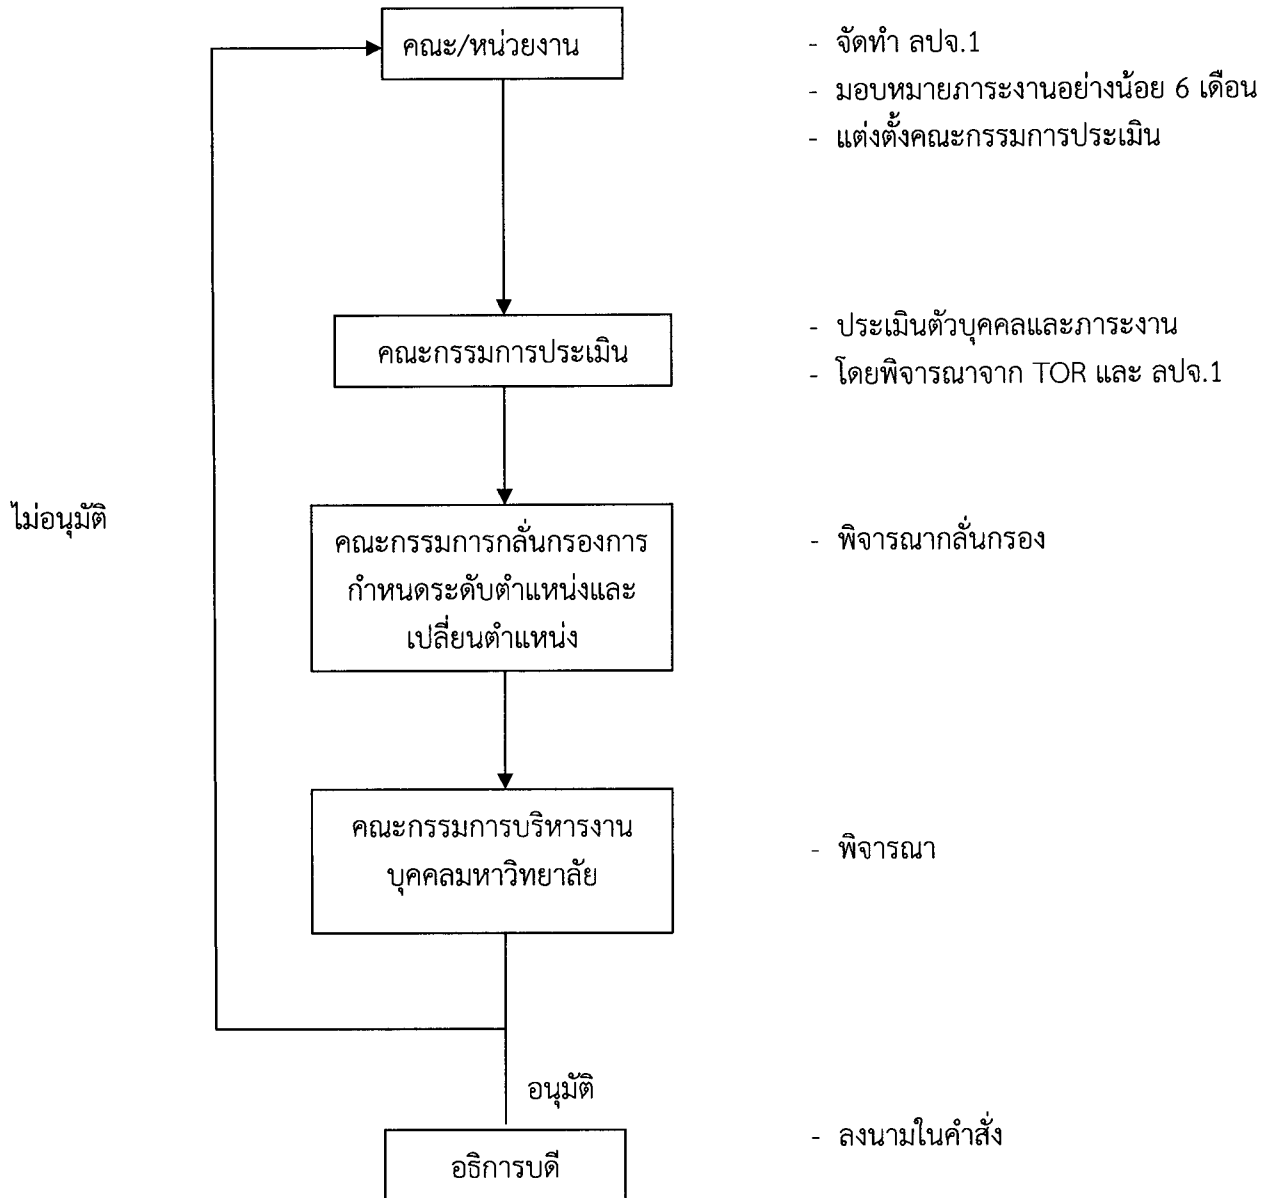 คณะ/หน่วยงาน
- จัดทำ ลปจ.1
- มอบหมายภาระงานอย่างน้อย 6 เดือน
- แต่งตั้งคณะกรรมการประเมิน
คณะกรรมการประเมิน
- ประเมินตัวบุคคลและภาระงาน
- โดยพิจารณาจาก TOR และ ลปจ.1
ไม่อนุมัติ
คณะกรรมการกลั่นกรองการ
กำหนดระดับตำแหน่งและ
เปลี่ยนตำแหน่ง
- พิจารณากลั่นกรอง
คณะกรรมการบริหารงาน
บุคคลมหาวิทยาลัย
- พิจารณา
อนุมัติ
อธิการบดี
- ลงนามในคำสั่ง